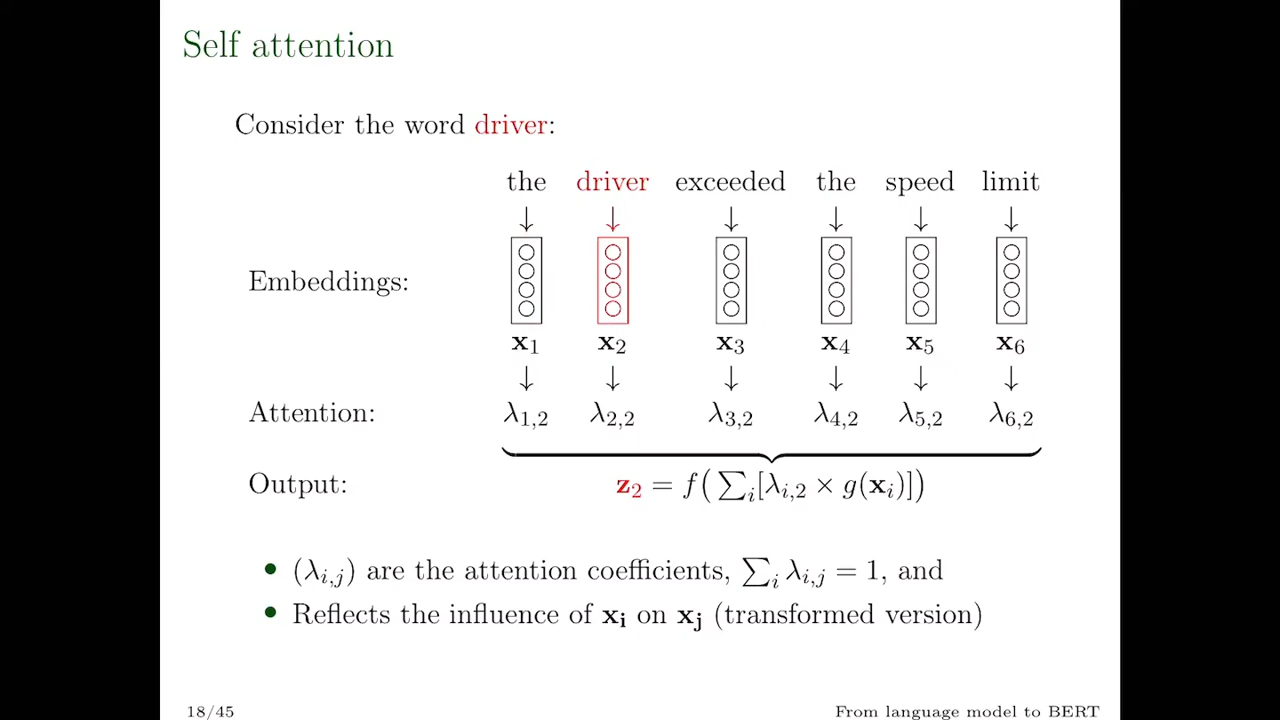 Self attention
Consider the word driver:
the driver exceeded the speed limit
↓ ↓ ↓ ↓ ↓ ↓
Embeddings:
x₁ x₂ x₃ x₄ x₅ x₆
↓ ↓ ↓ ↓ ↓ ↓
Attention: λ₁,₂ λ₂,₂ λ₃,₂ λ₄,₂ λ₅,₂ λ₆,₂
Output: z₂ = f(∑ᵢ[λᵢ,₂ × g(xᵢ)])
• (λᵢ,ⱼ) are the attention coefficients, ∑ᵢ λᵢ,ⱼ = 1, and
• Reflects the influence of xᵢ on xⱼ (transformed version)
18/45 From language model to BERT